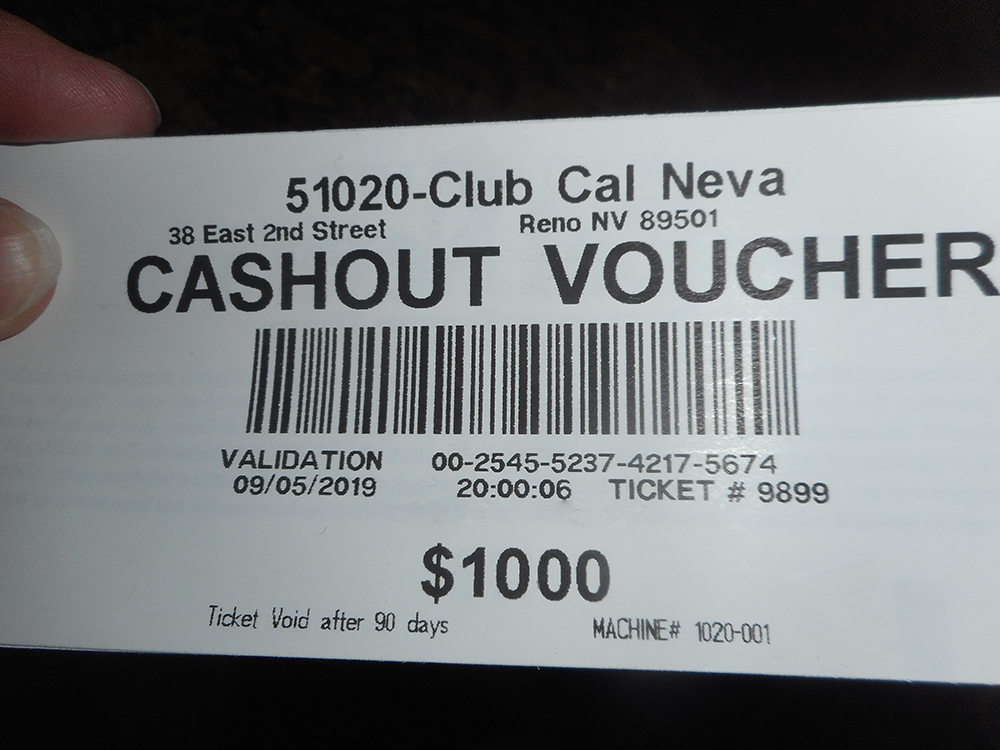 51020-Club Cal Neva
38 East 2nd Street Reno NV 89501
CASHOUT VOUCHER
VALIDATION 00-2545-5237-4217-5674
09/05/2019 20:00:06 TICKET # 9899
$1000
Ticket Void after 90 days MACHINE# 1020-001